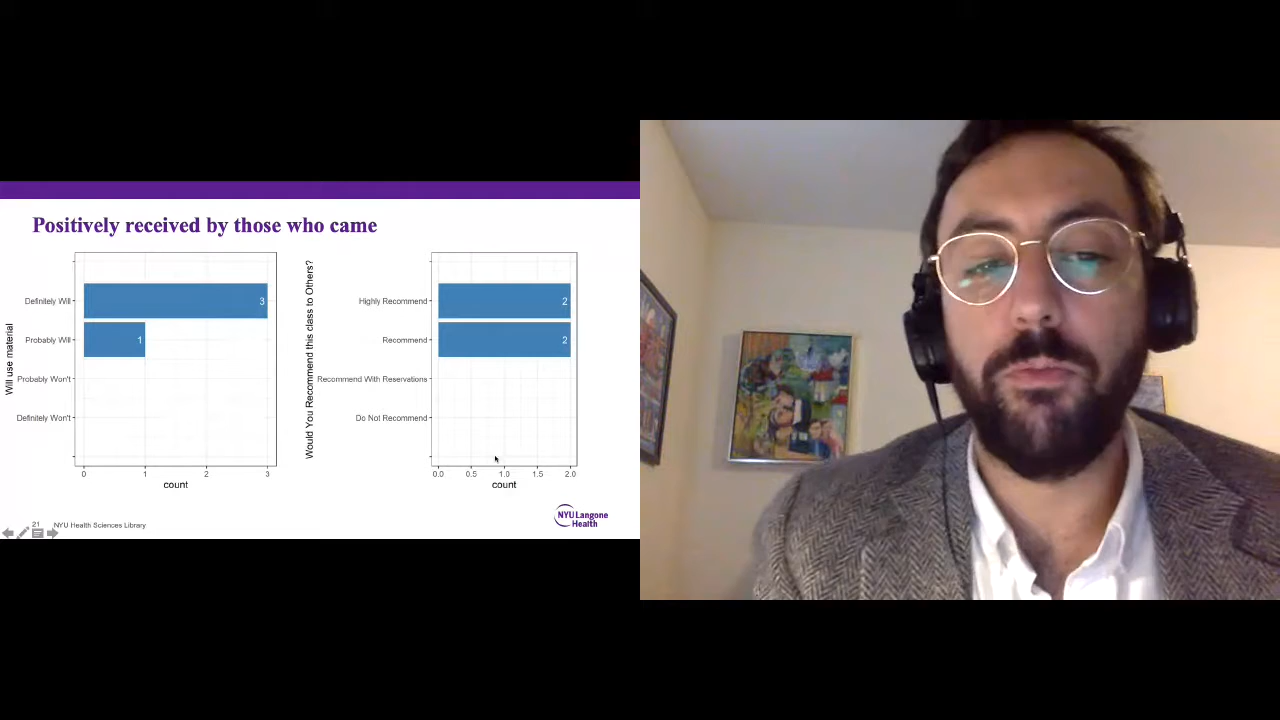 Positively received by those who came
Will use material
Definitely Will
3
Probably Will
1
Probably Won't
Definitely Won't
0
1
2
3
count
Would You Recommend this class to Others?
Highly Recommend
2
Recommend
2
Recommend With Reservations
Do Not Recommend
0.0
0.5
1.0
1.5
2.0
count
21
NYU Health Sciences Library
NYU Langone
Health